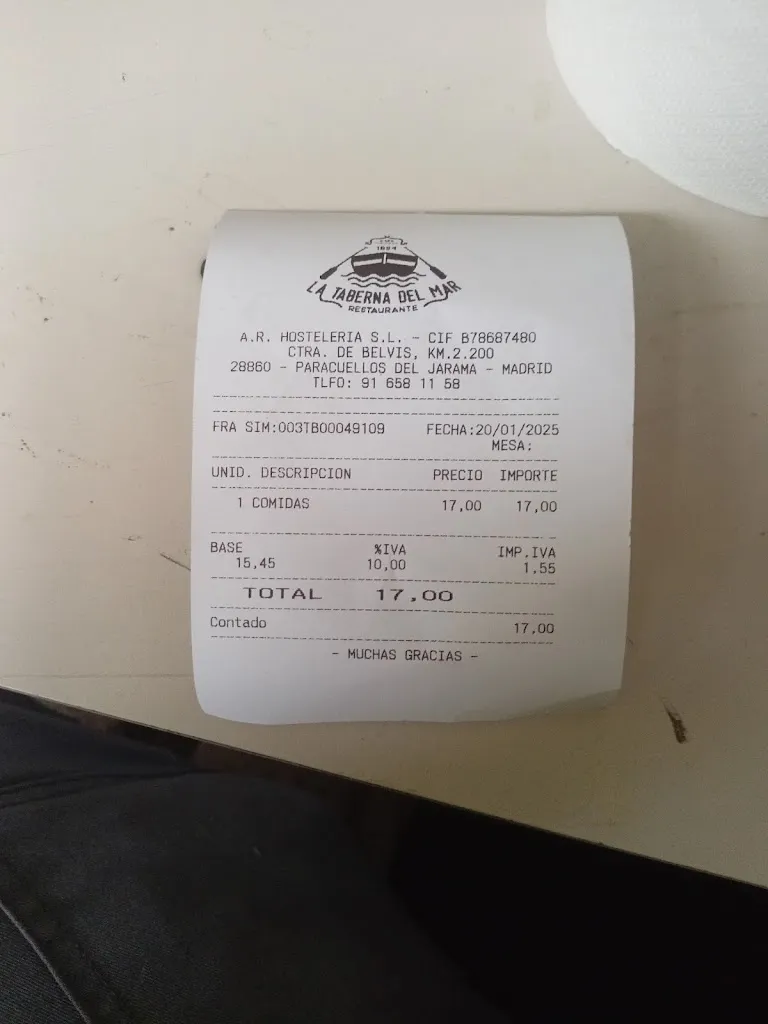 1994
LA TABERNA DEL MAR
RESTAURANTE
A.R. HOSTELERIA S.L. - CIF B78687480
CTRA. DE BELVIS, KM.2.200
28860 - PARACUELLOS DEL JARAMA - MADRID
TLFO: 91 658 11 58
FRA SIM:003TB00049109 FECHA:20/01/2025
MESA:
UNID. DESCRIPCION PRECIO IMPORTE
1 COMIDAS 17,00 17,00
BASE %IVA IMP.IVA
15,45 10,00 1,55
TOTAL 17,00
Contado 17,00
- MUCHAS GRACIAS -